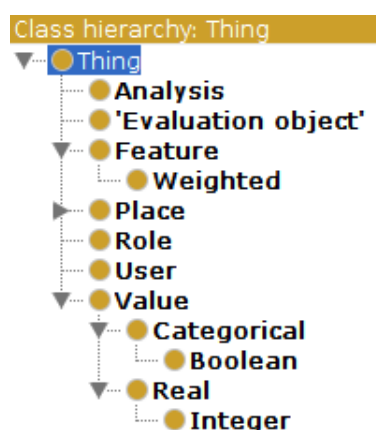 Class hierarchy: Thing
Thing
Analysis
'Evaluation object'
Feature
Weighted
Place
Role
User
Value
Categorical
Boolean
Real
Integer